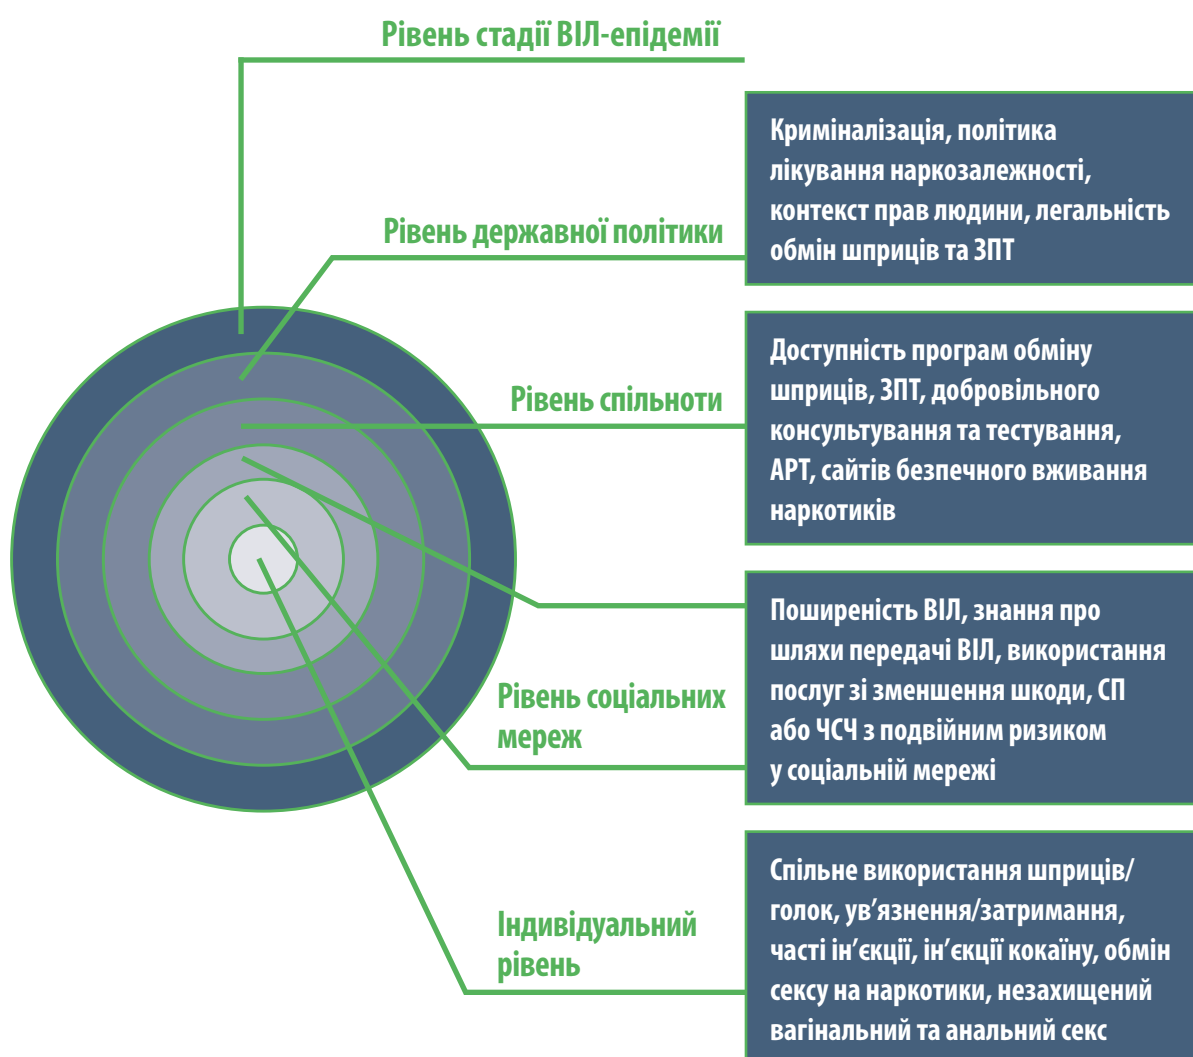 Рівень стадії ВІЛ-епідемії
Криміналізація, політика
лікування наркозалежності,
контекст прав людини, легальність
обмін шприців та ЗПТ
Рівень державної політики
Доступність програм обміну
шприців, ЗПТ, добровільного
консультування та тестування,
АРТ, сайтів безпечного вживання
наркотиків
Рівень спільноти
Поширеність ВІЛ, знання про
шляхи передачі ВІЛ, використання
послуг зі зменшення шкоди, СП
або ЧСЧ з подвійним ризиком
у соціальній мережі
Рівень соціальних
мереж
Спільне використання шприців/
голок, ув’язнення/затримання,
часті ін’єкції, ін’єкції кокаїну, обмін
сексу на наркотики, незахищений
вагінальний та анальний секс
Індивідуальний
рівень